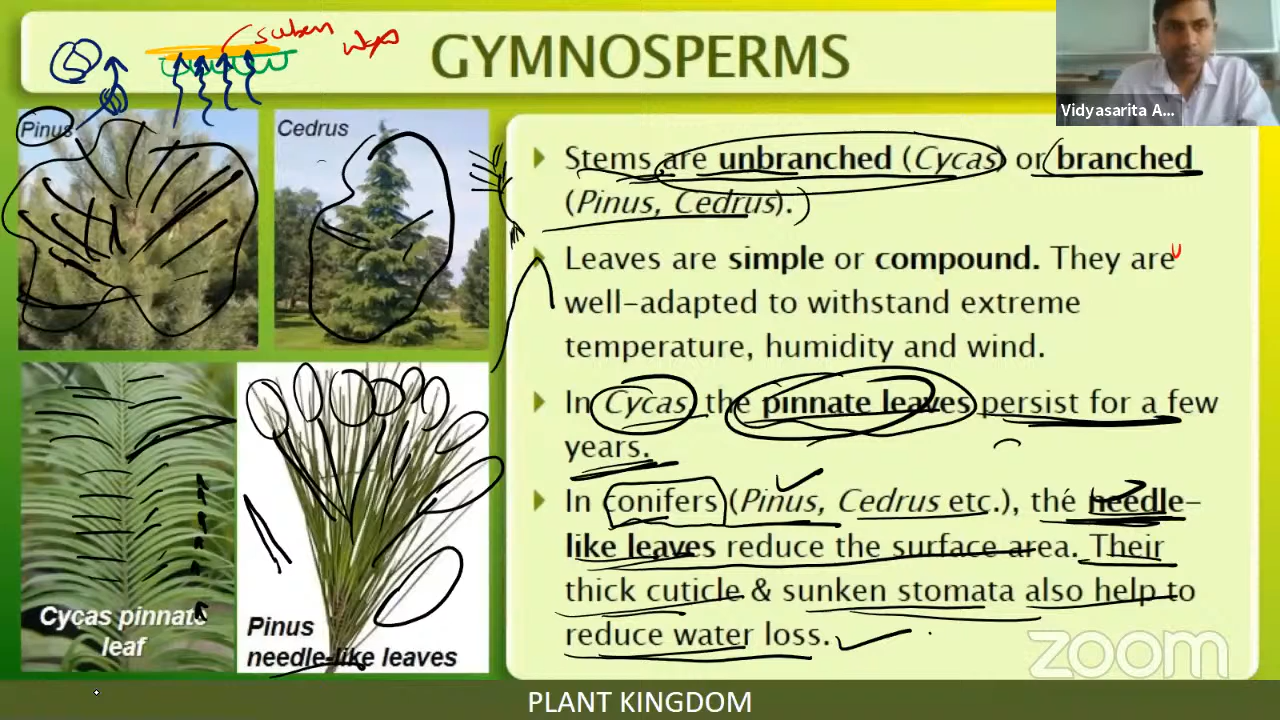 suben
wax
GYMNOSPERMS
Vidyasarita A...
Pinus
Cedrus
Stems are unbranched (Cycas) or branched
(Pinus, Cedrus).
Leaves are simple or compound. They are
well-adapted to withstand extreme
temperature, humidity and wind.
In Cycas the pinnate leaves persist for a few
years.
In conifers (Pinus, Cedrus etc.), the needle-
like leaves reduce the surface area. Their
thick cuticle & sunken stomata also help to
reduce water loss.
Cycas pinnate
leaf
Pinus
needle-like leaves
zoom
PLANT KINGDOM